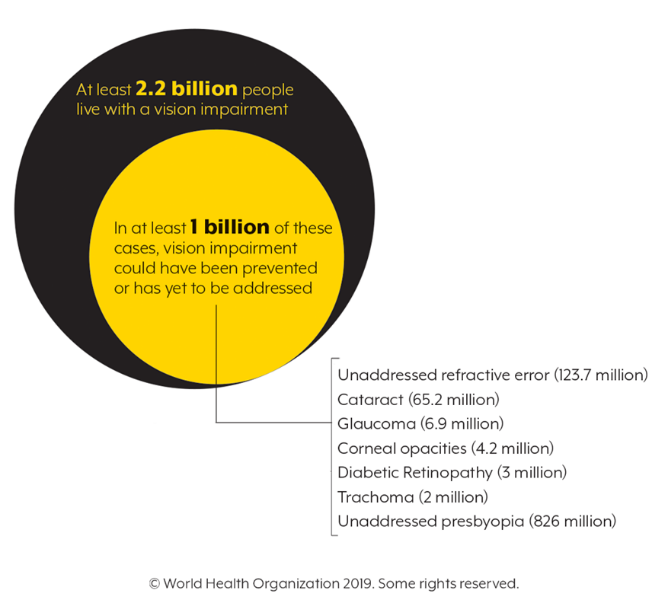 At least 2.2 billion people
live with a vision impairment
In at least 1 billion of these
cases, vision impairment
could have been prevented
or has yet to be addressed
Unaddressed refractive error (123.7 million)
Cataract (65.2 million)
Glaucoma (6.9 million)
Corneal opacities (4.2 million)
Diabetic Retinopathy (3 million)
Trachoma (2 million)
Unaddressed presbyopia (826 million)
© World Health Organization 2019. Some rights reserved.